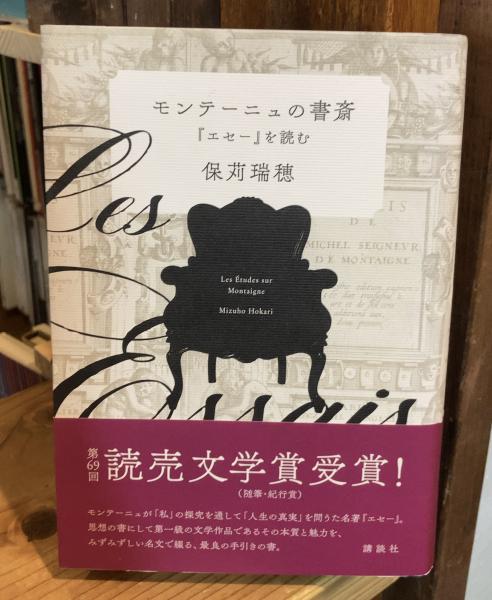 モンテーニュの書斎
『エセー』を読む
保苅瑞穂
Les
IS
DE
MICHEL SEIGNEVR
DE MONTAIGNE
Les Études sur
Montaigne
Mizuho Hokari
Essais
第69回
読売文学賞受賞!
(随筆・紀行賞)
モンテーニュが「私」の探究を通して「人生の真実」を問うた名著『エセー』。
思想の書にして第一級の文学作品であるその本質と魅力を、
みずみずしい名文で綴る、最良の手引きの書。
講談社